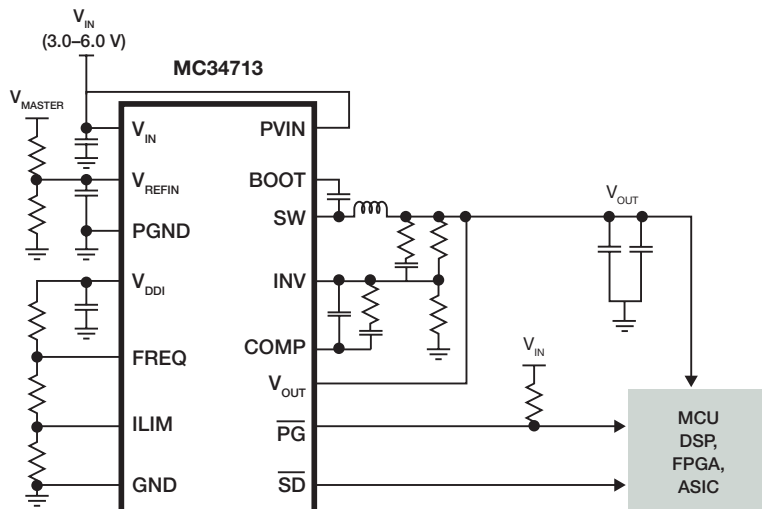 V_IN
(3.0–6.0 V)
MC34713
V_MASTER
V_IN
PVIN
V_REFIN
BOOT
SW
V_OUT
PGND
V_DDI
INV
FREQ
COMP
V_IN
V_OUT
ILIM
PG
GND
SD
MCU
DSP,
FPGA,
ASIC